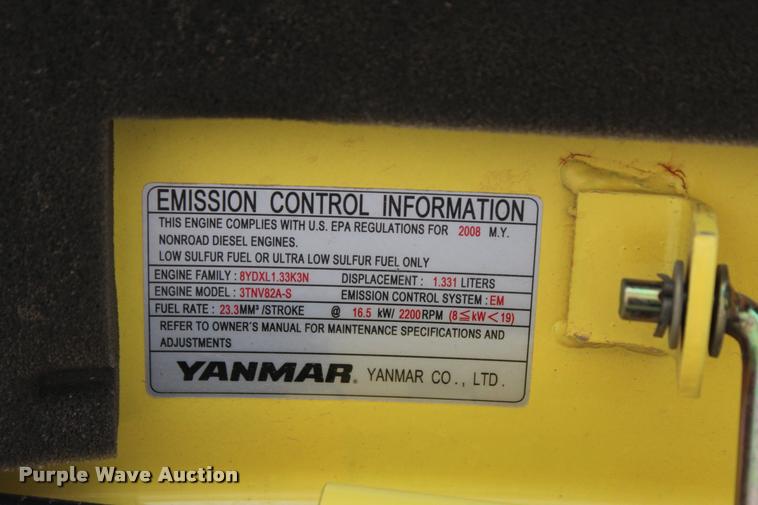 EMISSION CONTROL INFORMATION
THIS ENGINE COMPLIES WITH U.S. EPA REGULATIONS FOR 2008 M.Y.
NONROAD DIESEL ENGINES.
LOW SULFUR FUEL OR ULTRA LOW SULFUR FUEL ONLY
ENGINE FAMILY : 8YDXL1.33K3N DISPLACEMENT : 1.331 LITERS
ENGINE MODEL : 3TNV82A-S EMISSION CONTROL SYSTEM : EM
FUEL RATE : 23.3MM³/STROKE @ 16.5 kW/ 2200RPM (8≦kW<19)
REFER TO OWNER'S MANUAL FOR MAINTENANCE SPECIFICATIONS AND
ADJUSTMENTS
YANMAR. YANMAR CO., LTD.
Purple Wave Auction